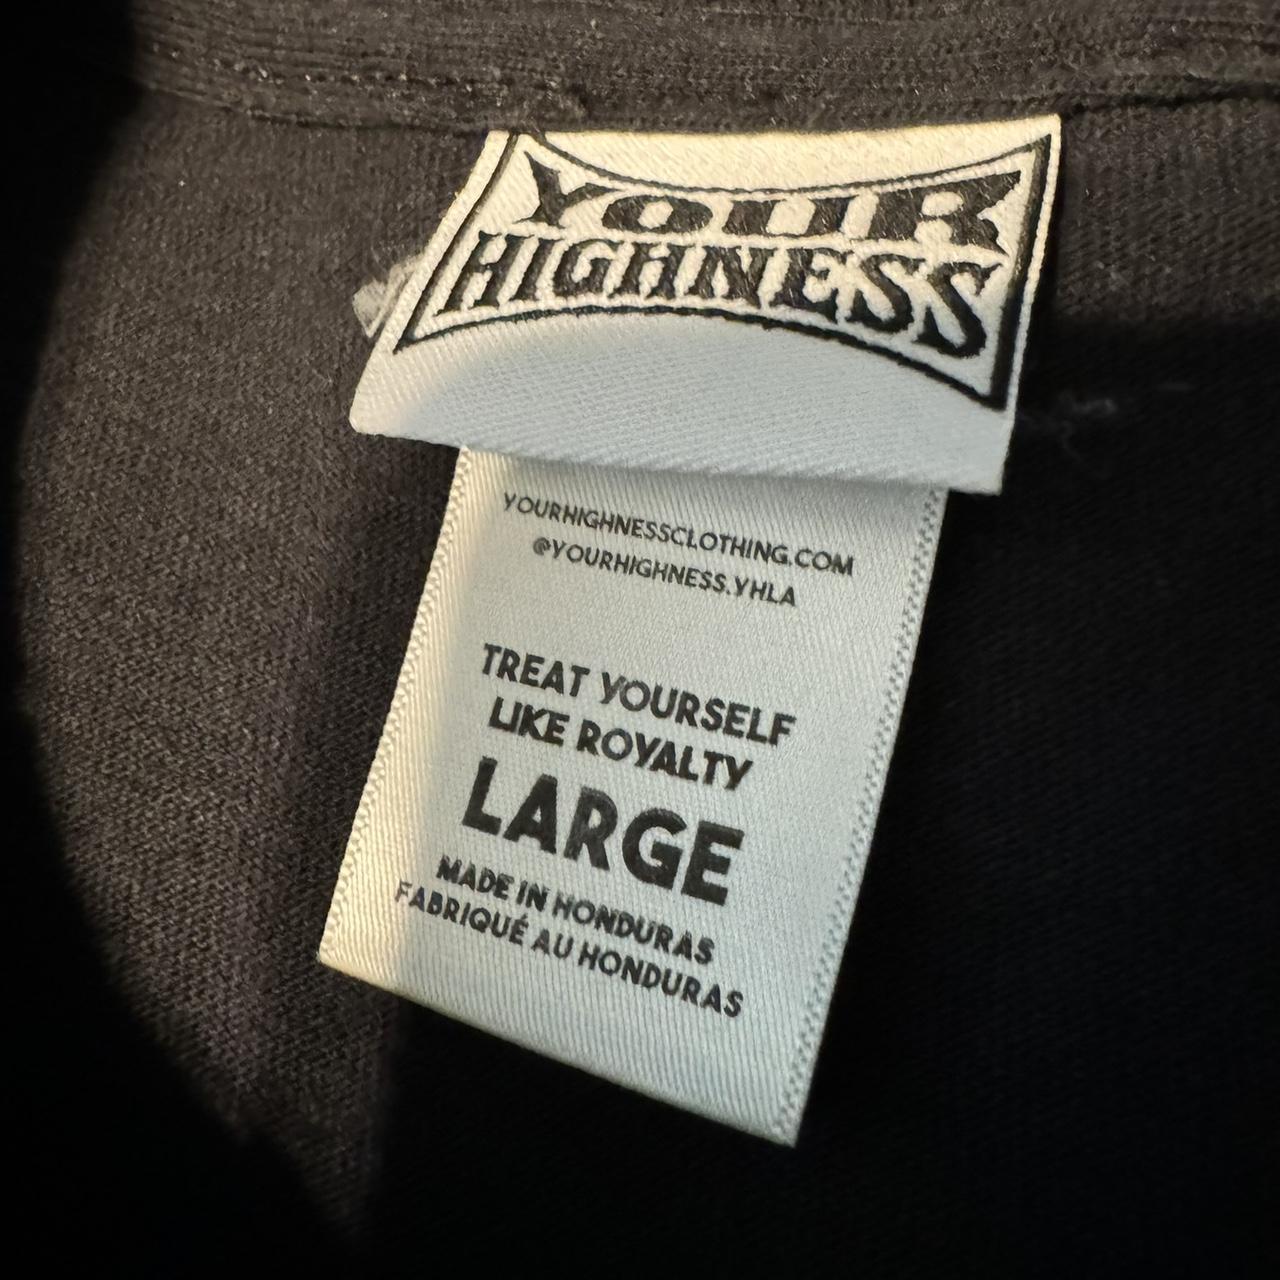 YOUR
HIGHNESS
YOURHIGHNESSCLOTHING.COM
@YOURHIGHNESS.YHLA
TREAT YOURSELF
LIKE ROYALTY
LARGE
MADE IN HONDURAS
FABRIQUÉ AU HONDURAS